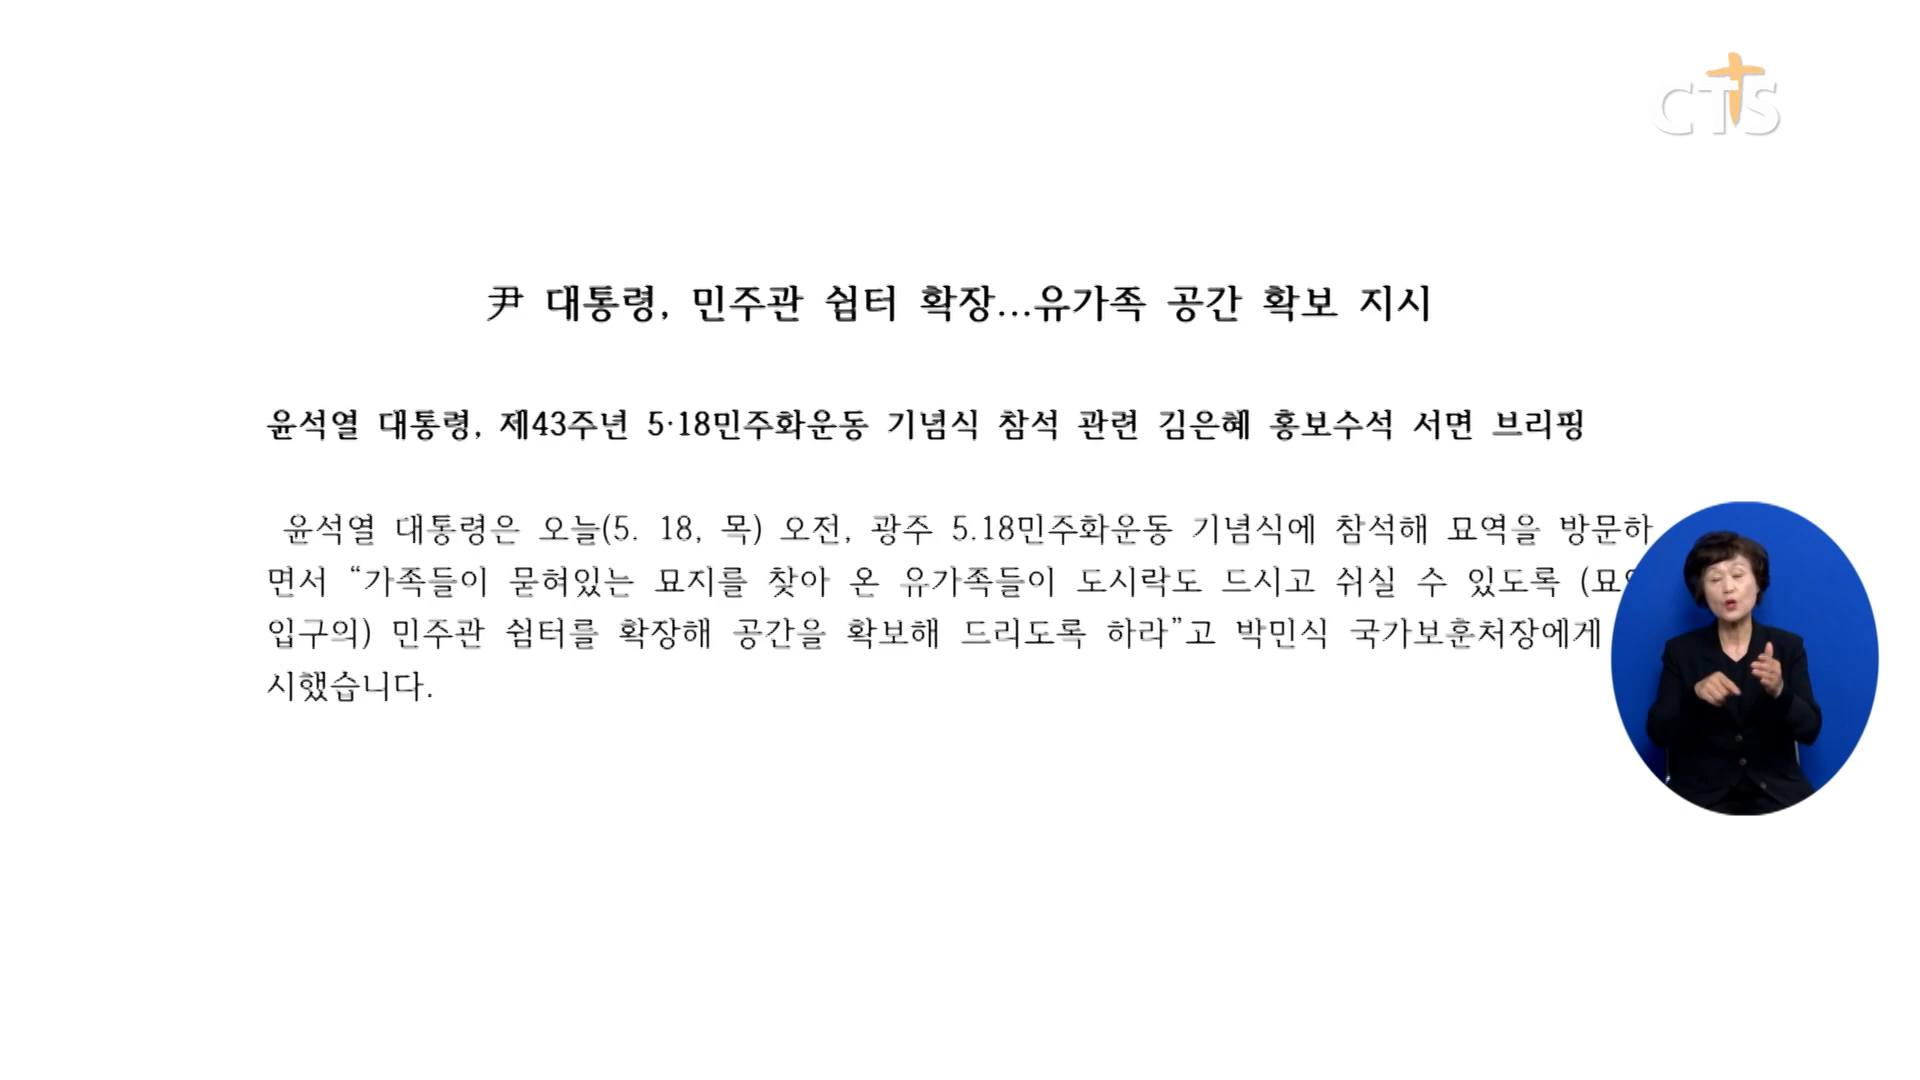 CTS
尹 대통령, 민주관 쉼터 확장...유가족 공간 확보 지시
윤석열 대통령, 제43주년 5·18민주화운동 기념식 참석 관련 김은혜 홍보수석 서면 브리핑
윤석열 대통령은 오늘(5. 18, 목) 오전, 광주 5.18민주화운동 기념식에 참석해 묘역을 방문하
면서 “가족들이 묻혀있는 묘지를 찾아 온 유가족들이 도시락도 드시고 쉬실 수 있도록
입구의) 민주관 쉼터를 확장해 공간을 확보해 드리도록 하라”고 박민식 국가보훈처장에게
시했습니다.